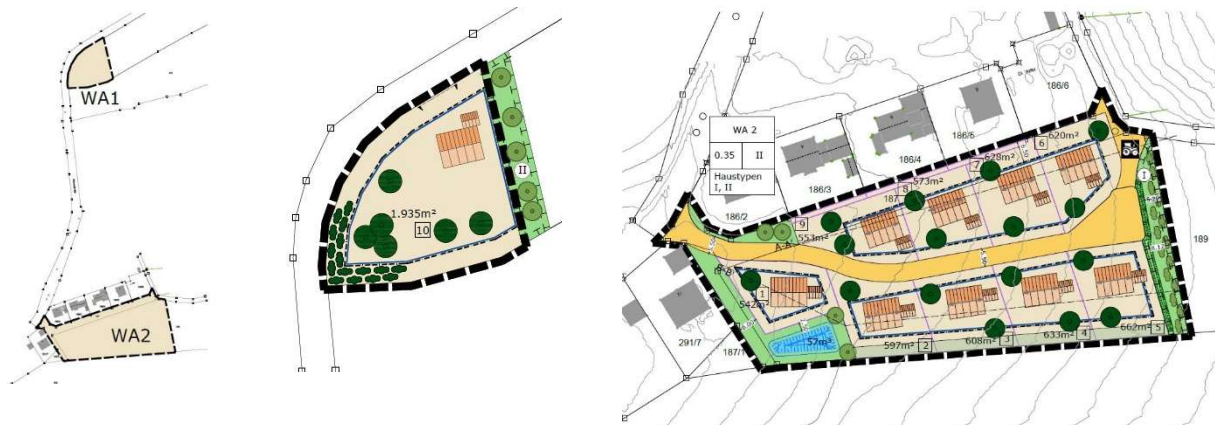 WA1
WA2
II
1.935m²
10
WA 2
0.35
II
Haustypen
I, II
186/6
186/5
186/4
186/3
186/2
6
620m²
7
628m²
8
573m²
187
9
553m²
A-A
I
189
1
542m²
57m²
291/7
187/1
597m²
2
608m²
3
633m²
4
662m²
5